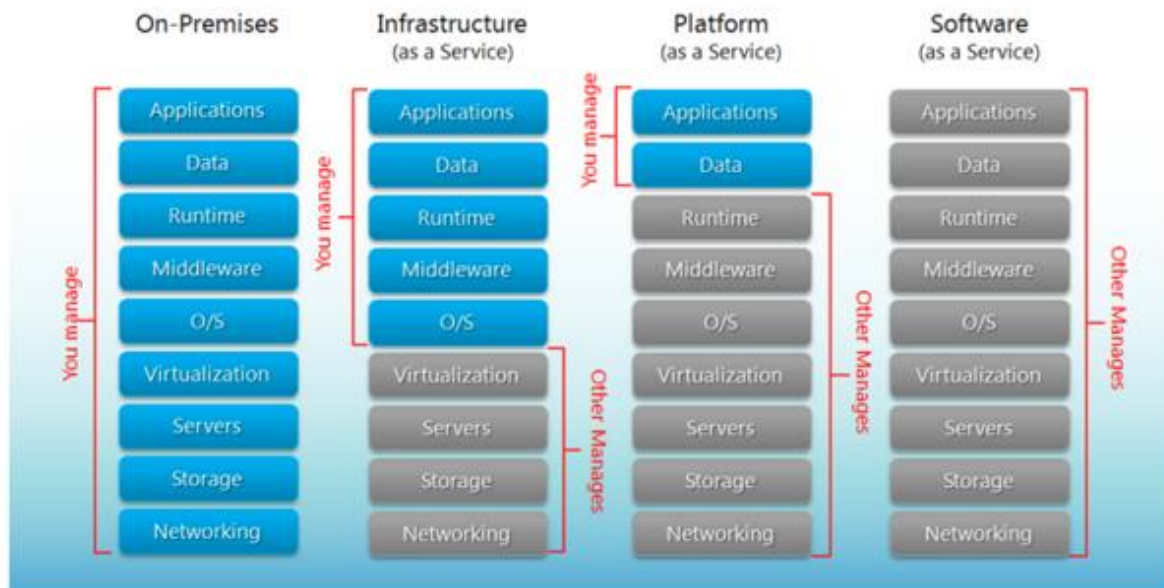 On-Premises
You manage
Applications
Data
Runtime
Middleware
O/S
Virtualization
Servers
Storage
Networking
Infrastructure
(as a Service)
You manage
Applications
Data
Runtime
Middleware
O/S
Virtualization
Servers
Storage
Networking
Other Manages
Platform
(as a Service)
You manage
Applications
Data
Runtime
Middleware
O/S
Virtualization
Servers
Storage
Networking
Other Manages
Software
(as a Service)
Applications
Data
Runtime
Middleware
O/S
Virtualization
Servers
Storage
Networking
Other Manages